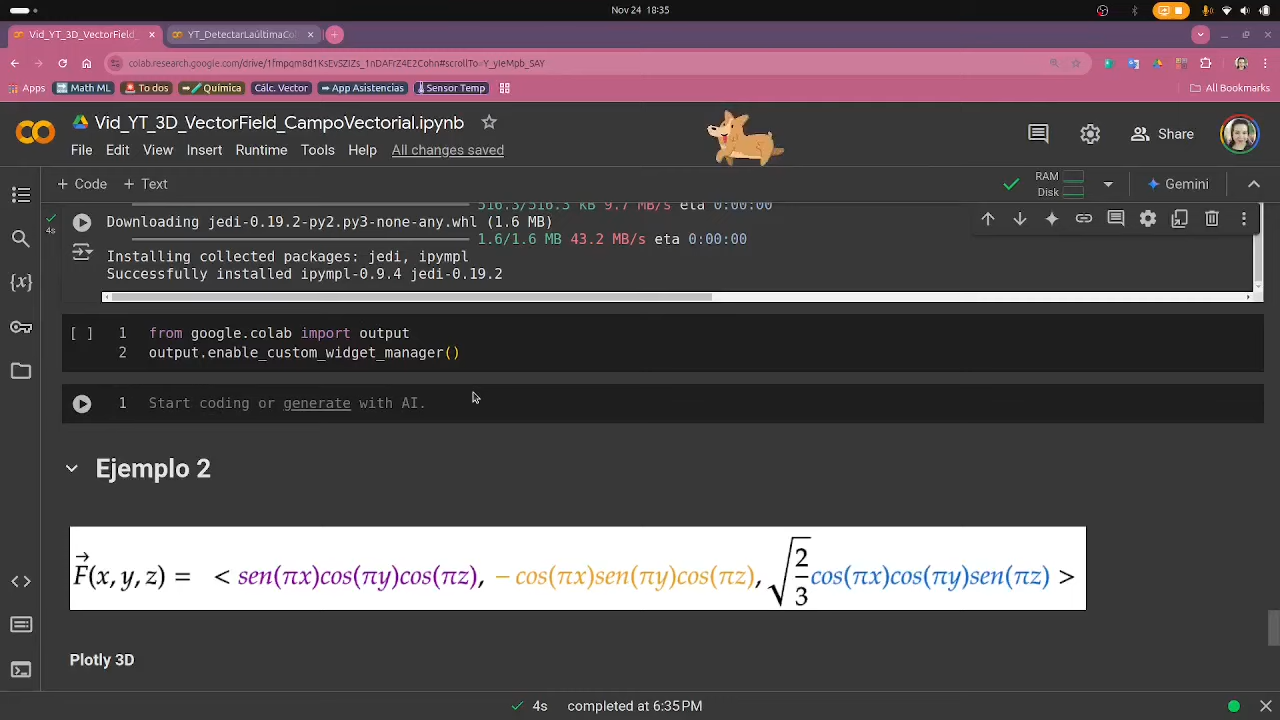 Nov 24 18:35
Vid_YT_3D_VectorField_
YT_DetectarLaúltimaCol
colab.research.google.com/drive/1fmpqm8d1KsEvSZIZs_1nDAFrZ4E2Cohn#scrollTo=Y_yIeMpb_SAY
Apps Math ML To dos Química Cálc. Vector App Asistencias Sensor Temp All Bookmarks
Vid_YT_3D_VectorField_CampoVectorial.ipynb
Share
File Edit View Insert Runtime Tools Help All changes saved
+ Code + Text RAM Disk Gemini
516.3/516.3 kB 9.7 MB/s eta 0:00:00
4s
Downloading jedi-0.19.2-py2.py3-none-any.whl (1.6 MB)
1.6/1.6 MB 43.2 MB/s eta 0:00:00
Installing collected packages: jedi, ipympl
Successfully installed ipympl-0.9.4 jedi-0.19.2
[ ] 1 from google.colab import output
2 output.enable_custom_widget_manager()
1 Start coding or generate with AI.
Ejemplo 2
F⃗(x, y, z) = < sen(πx)cos(πy)cos(πz), − cos(πx)sen(πy)cos(πz), √(2/3) cos(πx)cos(πy)sen(πz) >
Plotly 3D
4s completed at 6:35 PM